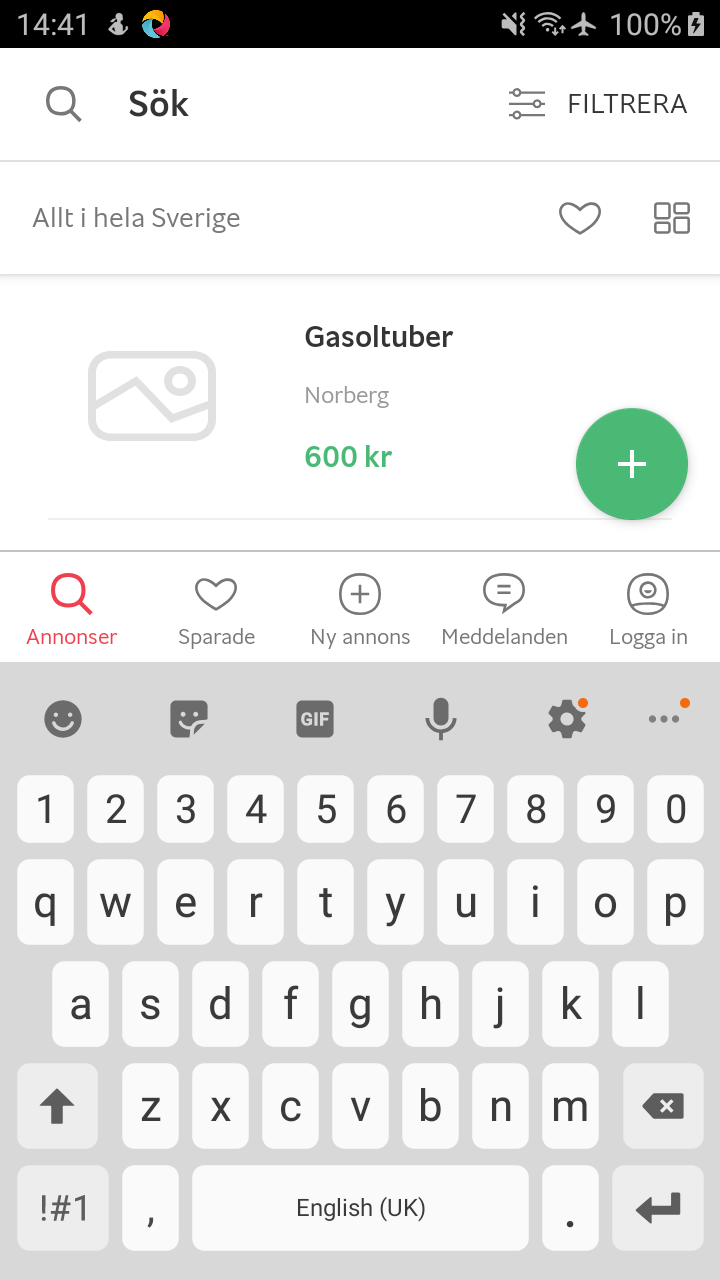 14:41 100%
Sök FILTRERA
Allt i hela Sverige
Gasoltuber
Norberg
600 kr
Annonser Sparade Ny annons Meddelanden Logga in
GIF
1 2 3 4 5 6 7 8 9 0
q w e r t y u i o p
a s d f g h j k l
z x c v b n m
!#1 , English (UK) .